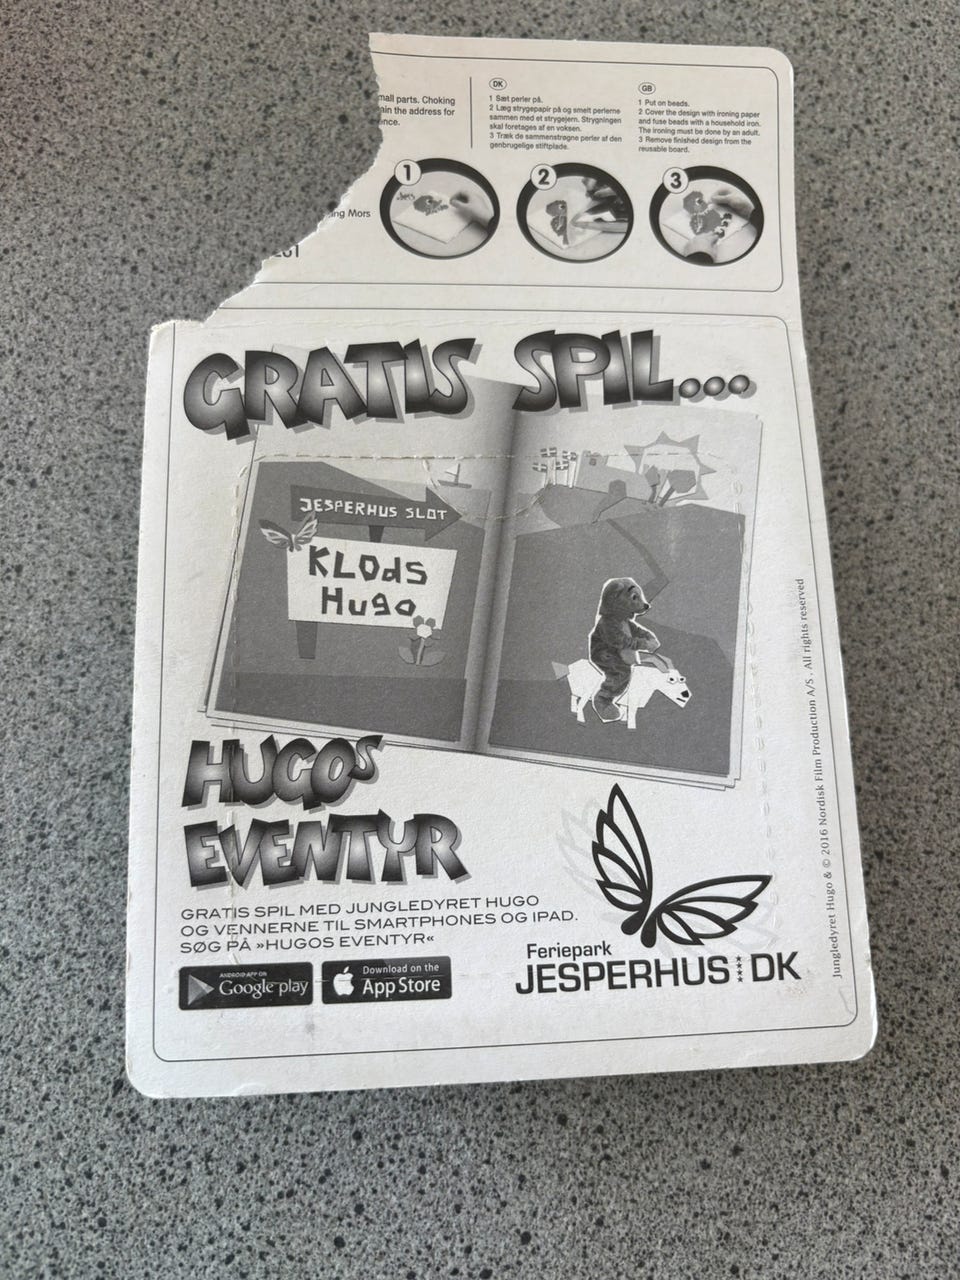 mall parts. Choking
ain the address for
ence.
ing Mors
DK
1 Sæt perler på.
2 Læg strygepapir på og smelt perlerne
sammen med et strygejern. Strygningen
skal foretages af en voksen.
3 Træk de sammenstrøgne perler af den
genbrugelige stiftplade.
GB
1 Put on beads.
2 Cover the design with ironing paper
and fuse beads with a household iron.
The ironing must be done by an adult.
3 Remove finished design from the
reusable board.
1
2
3
GRATIS SPIL...
JESPERHUS SLOT
KLOds
Hugo
HUGOS
EVENTYR
GRATIS SPIL MED JUNGLEDYRET HUGO
OG VENNERNE TIL SMARTPHONES OG IPAD.
SØG PÅ »HUGOS EVENTYR«
ANDROID APP ON
Google play
Download on the
App Store
Feriepark
JESPERHUS DK
Jungledyret Hugo & © 2016 Nordisk Film Production A/S . All rights reserved